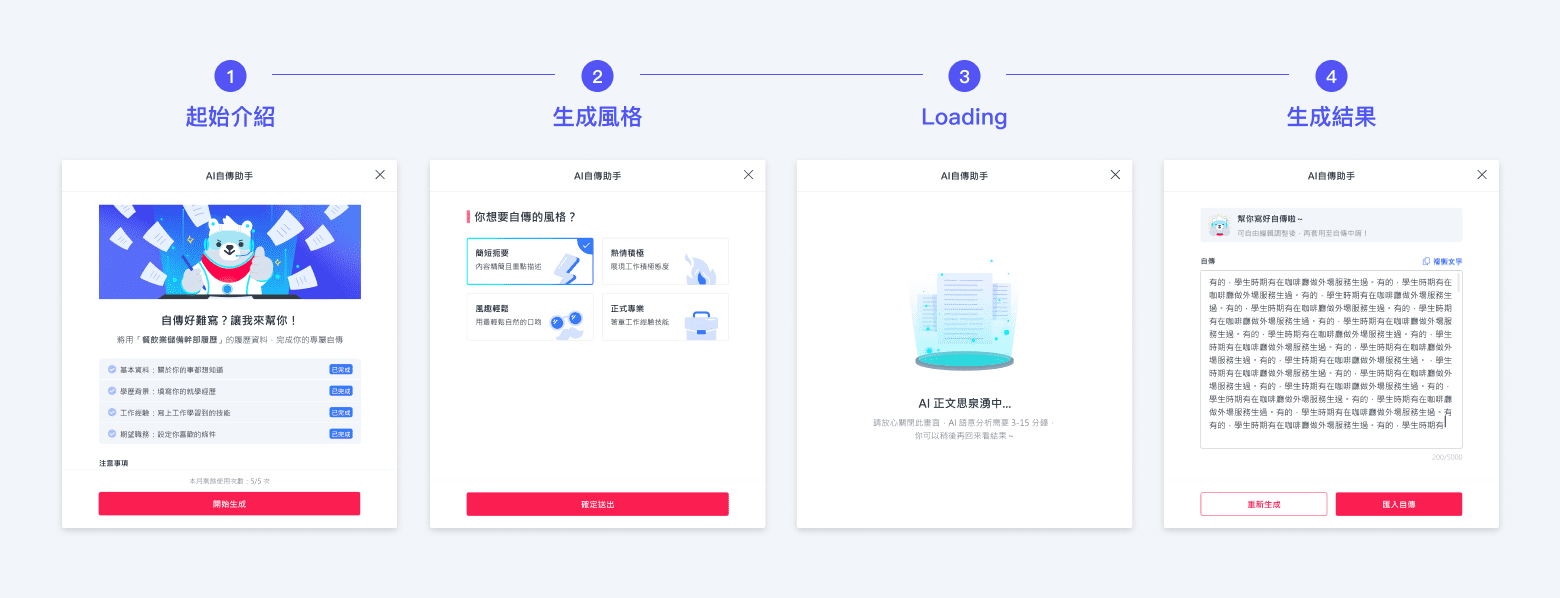 1
起始介紹
2
生成風格
3
Loading
4
生成結果
AI自傳助手
自傳好難寫？讓我來幫你！
將用「餐飲業儲備幹部履歷」的履歷資料，完成你的專屬自傳
基本資料：關於你的事都想知道
已完成
學歷背景：填寫你的就學經歷
已完成
工作經驗：寫上工作學習到的技能
已完成
期望職務：設定你喜歡的條件
已完成
注意事項
本月剩餘使用次數：5/5 次
開始生成
AI自傳助手
你想要自傳的風格？
簡短扼要
內容精簡且重點描述
熱情積極
展現工作積極態度
風趣輕鬆
用最輕鬆自然的口吻
正式專業
著重工作經驗技能
確定送出
AI自傳助手
AI 正文思泉湧中...
請放心關閉此畫面，AI 語意分析需要 3-15 分鐘，
你可以稍後再回來看結果～
AI自傳助手
幫你寫好自傳啦～
可自由編輯調整後，再套用至自傳中唷！
自傳
複製文字
有的，學生時期有在咖啡廳做外場服務生過。有的，學生時期有在
咖啡廳做外場服務生過。有的，學生時期有在咖啡廳做外場服務生
過。有的，學生時期有在咖啡廳做外場服務生過。有的，學生時期
有在咖啡廳做外場服務生過。有的，學生時期有在咖啡廳做外場服
務生過。有的，學生時期有在咖啡廳做外場服務生過。有的，學生
時期有在咖啡廳做外場服務生過。有的，學生時期有在咖啡廳做外
場服務生過。有的，學生時期有在咖啡廳做外場服務生過。，學生
時期有在咖啡廳做外場服務生過。有的，學生時期有在咖啡廳做外
場服務生過。有的，學生時期有在咖啡廳做外場服務生過。有的，
學生時期有在咖啡廳做外場服務生過。有的，學生時期有在咖啡廳
做外場服務生過。有的，學生時期有在咖啡廳做外場服務生過。有
有的，學生時期有在咖啡廳做外場服務生過。有的，學生時期有
200/5000
重新生成
匯入自傳